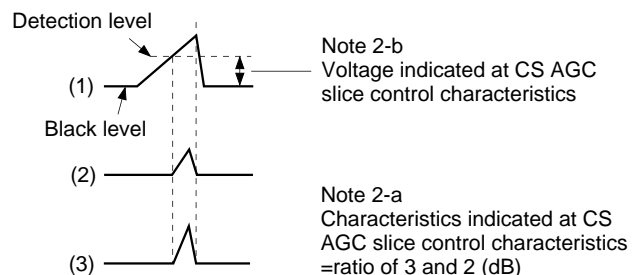 Detection level
Note 2-b
Voltage indicated at CS AGC
slice control characteristics
(1)
Black level
(2)
Note 2-a
Characteristics indicated at CS
AGC slice control characteristics
=ratio of 3 and 2 (dB)
(3)